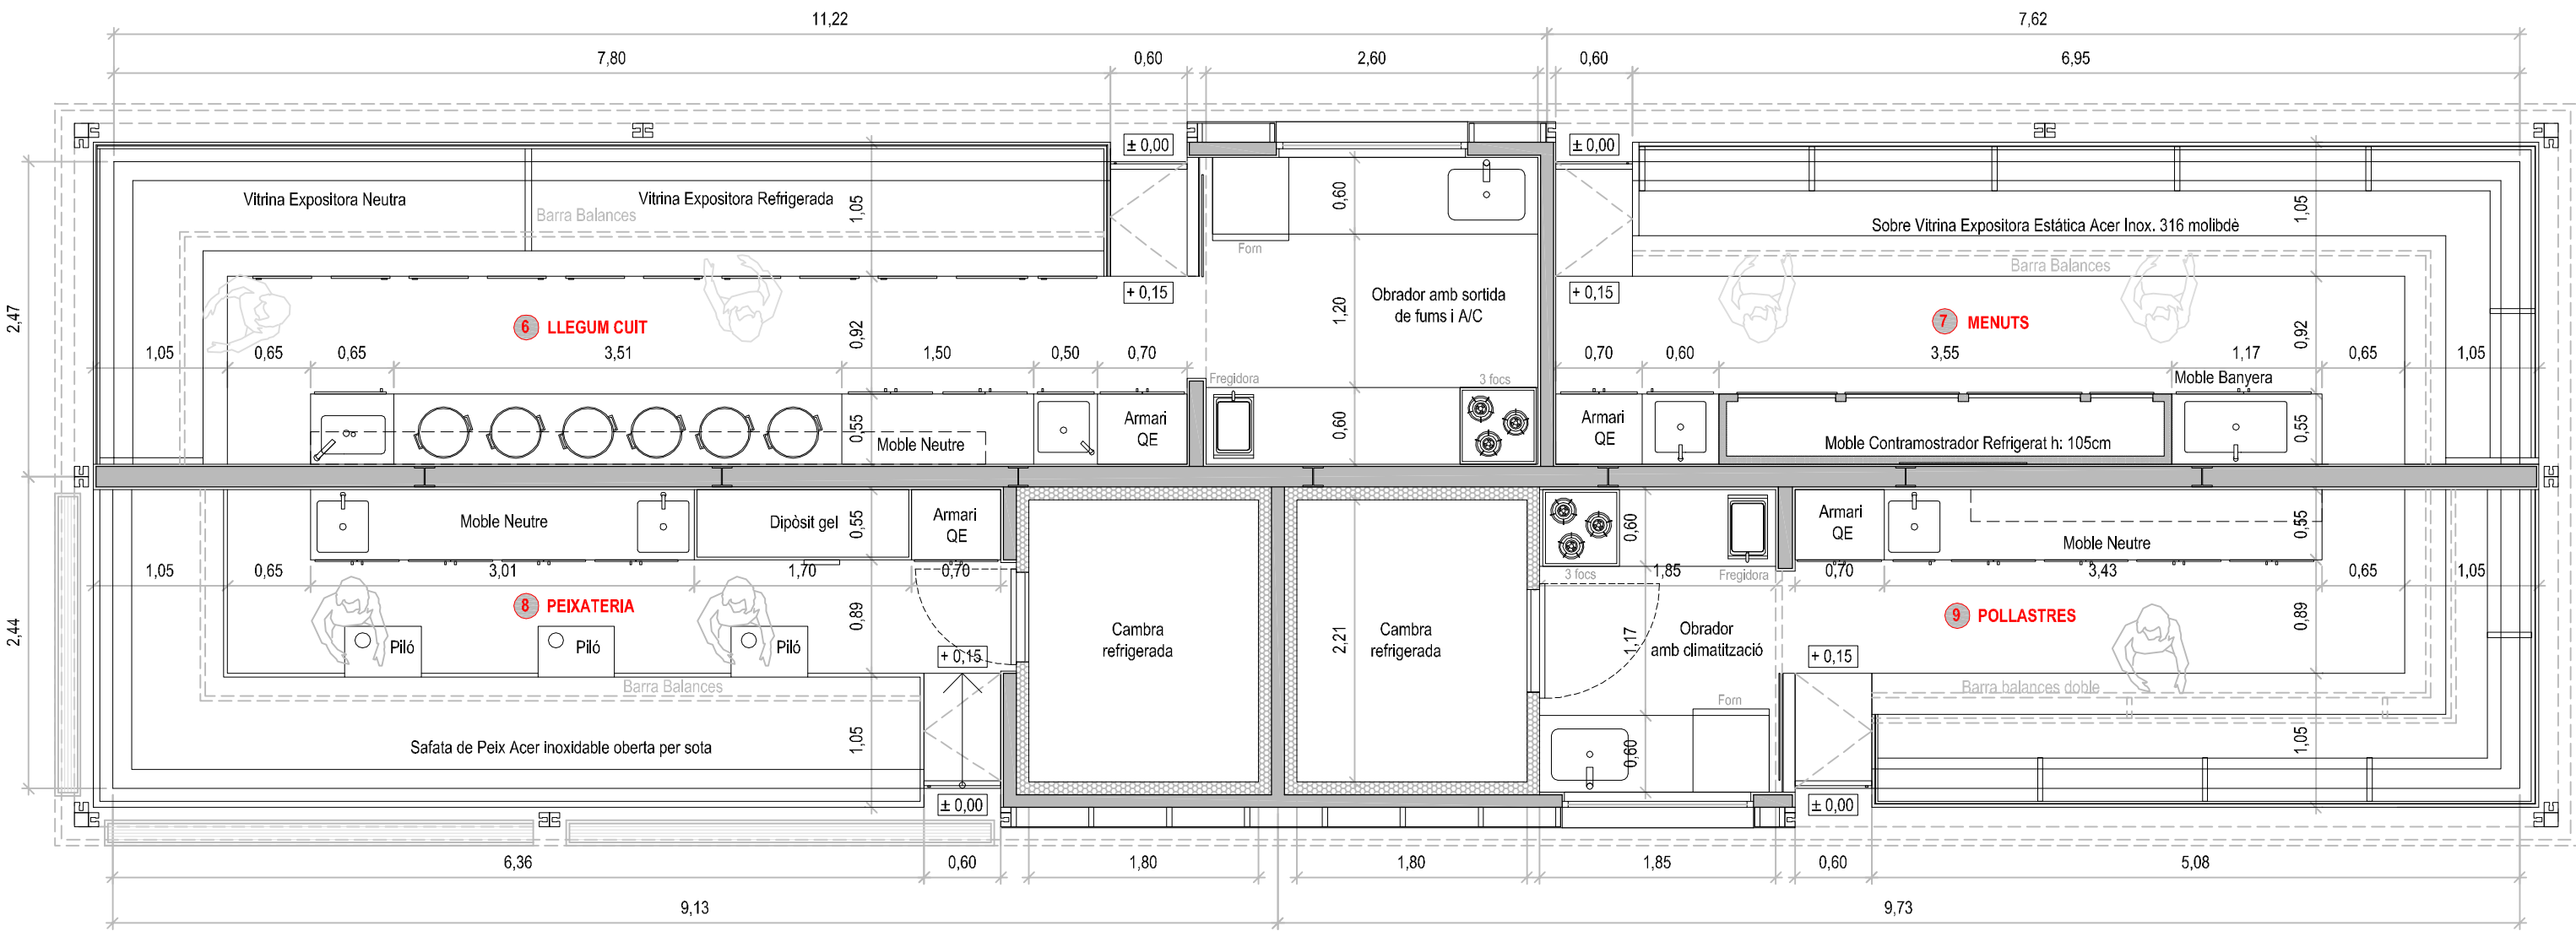 11,22
7,62
7,80
0,60
2,60
0,60
6,95
± 0,00
± 0,00
Vitrina Expositora Neutra
Vitrina Expositora Refrigerada
Barra Balances
1,05
0,60
Forn
Sobre Vitrina Expositora Estática Acer Inox. 316 molibdè
1,05
Barra Balances
+ 0,15
+ 0,15
Obrador amb sortida
de fums i A/C
1,20
2,47
6 LLEGUM CUIT
0,92
7 MENUTS
0,92
1,05
0,65
0,65
3,51
1,50
0,50
0,70
0,70
0,60
3,55
1,17
0,65
1,05
Fregidora
3 focs
Moble Banyera
Armari
QE
0,55
Moble Neutre
0,60
Armari
QE
Moble Contramostrador Refrigerat h: 105cm
0,55
Moble Neutre
Dipòsit gel
0,55
Armari
QE
0,60
Armari
QE
Moble Neutre
0,55
1,05
0,65
3,01
1,70
0,70
3 focs
1,85
Fregidora
0,70
3,43
0,65
1,05
2,44
8 PEIXATERIA
0,89
9 POLLASTRES
0,89
Piló
Piló
Piló
+ 0,15
Cambra
refrigerada
2,21
Cambra
refrigerada
1,17
Obrador
amb climatització
+ 0,15
Barra Balances
Barra balances doble
Forn
Safata de Peix Acer inoxidable oberta per sota
1,05
0,60
1,05
± 0,00
± 0,00
6,36
0,60
1,80
1,80
1,85
0,60
5,08
9,13
9,73